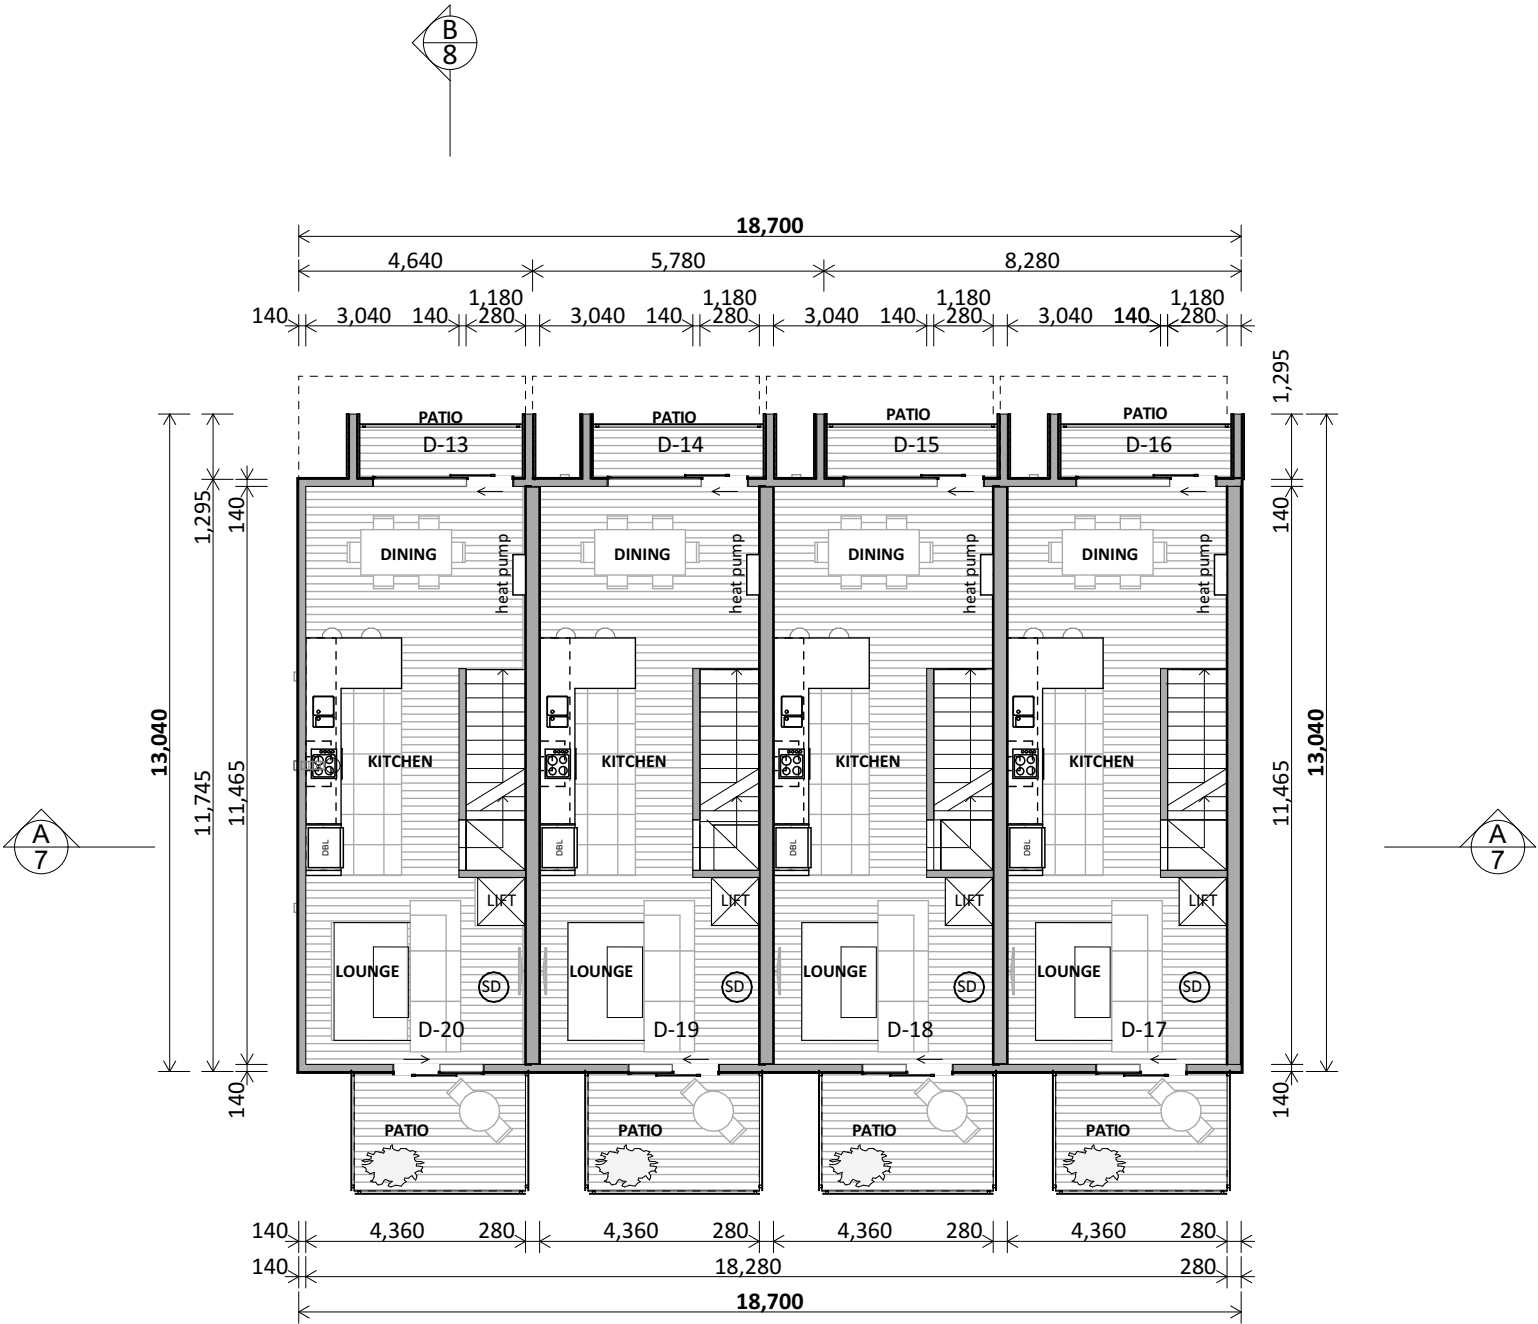 B
8
18,700
4,640 5,780 8,280
1,180 1,180 1,180 1,180
140 3,040 140 280 3,040 140 280 3,040 140 280 3,040 140 280
1,295
PATIO PATIO PATIO PATIO
D-13 D-14 D-15 D-16
1,295 140 140
DINING DINING DINING DINING
heat pump heat pump heat pump heat pump
13,040 13,040
KITCHEN KITCHEN KITCHEN KITCHEN
11,745 11,465 11,465
A A
7 7
DBL DBL DBL DBL
LIFT LIFT LIFT LIFT
LOUNGE LOUNGE LOUNGE LOUNGE
SD SD SD SD
D-20 D-19 D-18 D-17
140 140
PATIO PATIO PATIO PATIO
140 4,360 280 4,360 280 4,360 280 4,360 280
140 18,280 280
18,700